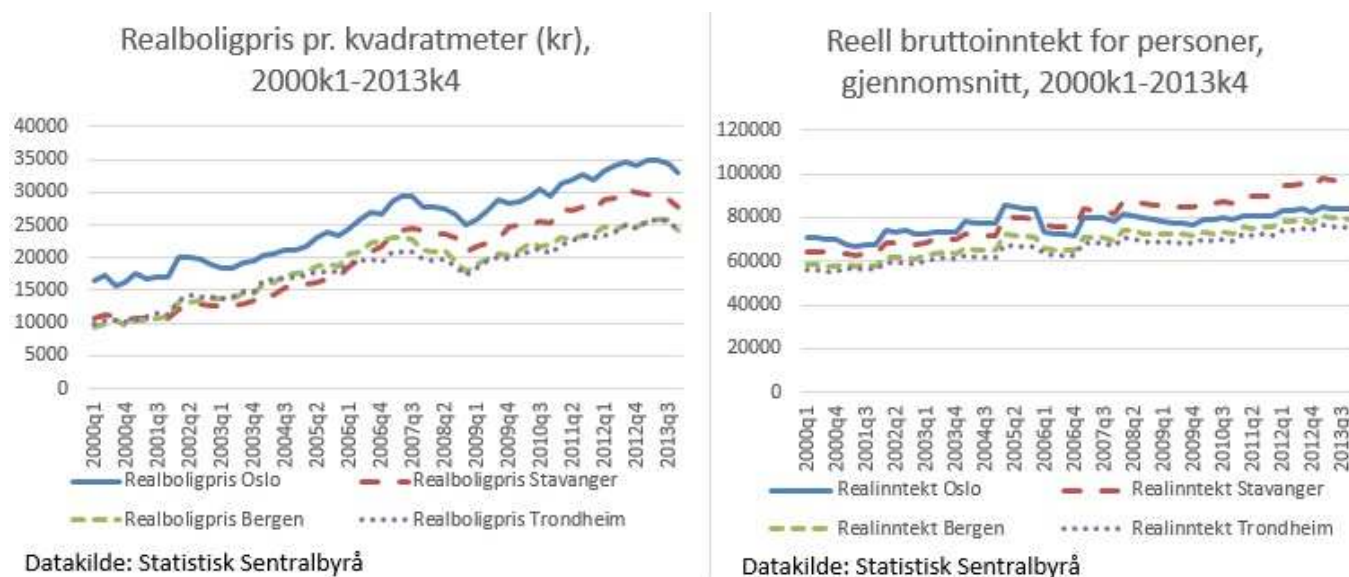 Realboligpris pr. kvadratmeter (kr),
2000k1-2013k4
40000
35000
30000
25000
20000
15000
10000
5000
0
2000q1
2000q4
2001q3
2002q2
2003q1
2003q4
2004q3
2005q2
2006q1
2006q4
2007q3
2008q2
2009q1
2009q4
2010q3
2011q2
2012q1
2012q4
2013q3
Realboligpris Oslo
Realboligpris Stavanger
Realboligpris Bergen
Realboligpris Trondheim
Datakilde: Statistisk Sentralbyrå
Reell bruttoinntekt for personer,
gjennomsnitt, 2000k1-2013k4
120000
100000
80000
60000
40000
20000
0
2000q1
2000q4
2001q3
2002q2
2003q1
2003q4
2004q3
2005q2
2006q1
2006q4
2007q3
2008q2
2009q1
2009q4
2010q3
2011q2
2012q1
2012q4
2013q3
Realinntekt Oslo
Realinntekt Stavanger
Realinntekt Bergen
Realinntekt Trondheim
Datakilde: Statistisk Sentralbyrå